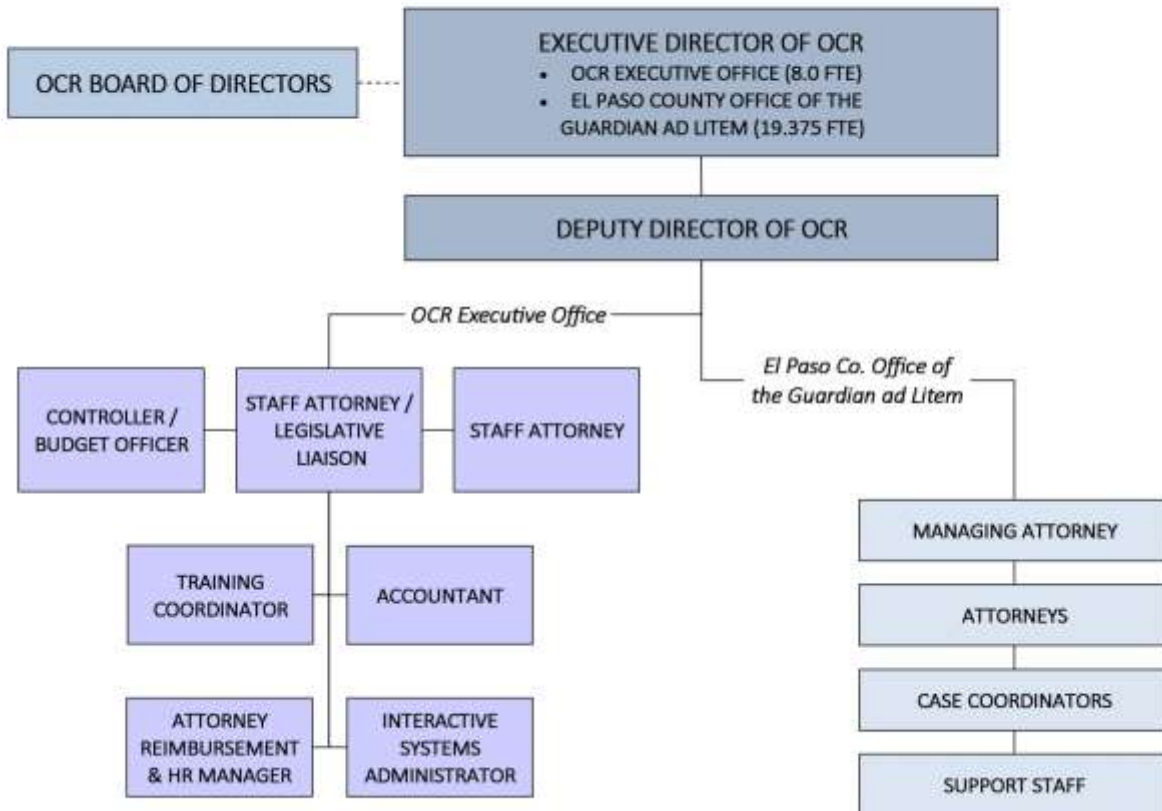 OCR BOARD OF DIRECTORS
EXECUTIVE DIRECTOR OF OCR
• OCR EXECUTIVE OFFICE (8.0 FTE)
• EL PASO COUNTY OFFICE OF THE
GUARDIAN AD LITEM (19.375 FTE)
DEPUTY DIRECTOR OF OCR
OCR Executive Office
El Paso Co. Office of
the Guardian ad Litem
CONTROLLER /
BUDGET OFFICER
STAFF ATTORNEY /
LEGISLATIVE
LIAISON
STAFF ATTORNEY
TRAINING
COORDINATOR
ACCOUNTANT
ATTORNEY
REIMBURSEMENT
& HR MANAGER
INTERACTIVE
SYSTEMS
ADMINISTRATOR
MANAGING ATTORNEY
ATTORNEYS
CASE COORDINATORS
SUPPORT STAFF